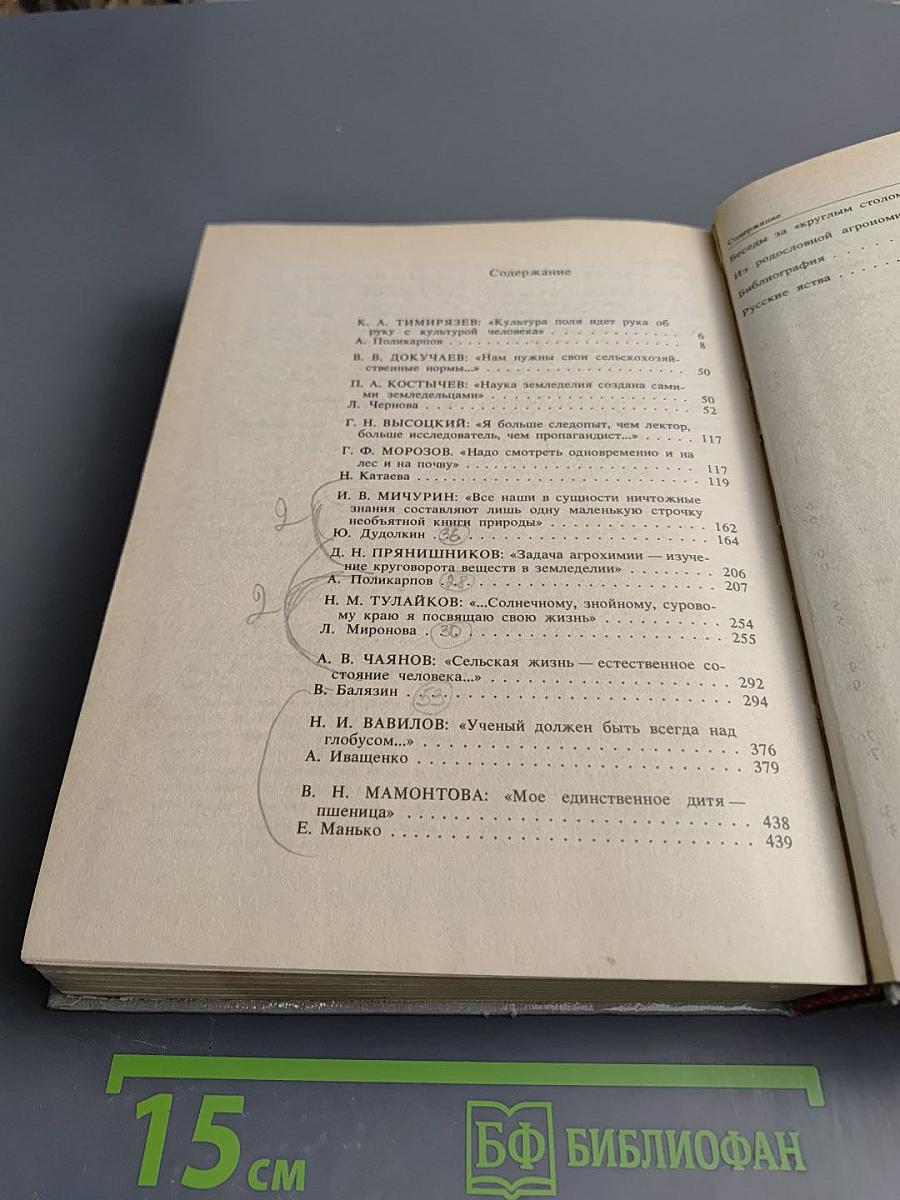 Содержание
К. А. ТИМИРЯЗЕВ: «Культура поля идет рука об
руку с культурой человека» . . . . . . . . . . . . 6
А. Поликарпов . . . . . . . . . . . . . . . . . . 8
В. В. ДОКУЧАЕВ: «Нам нужны свои сельскохозяй-
ственные нормы...» . . . . . . . . . . . . . . . 50
П. А. КОСТЫЧЕВ: «Наука земледелия создана сами-
ми земледельцами» . . . . . . . . . . . . . . . 50
Л. Чернова . . . . . . . . . . . . . . . . . . . 52
Г. Н. ВЫСОЦКИЙ: «Я больше следопыт, чем лектор,
больше исследователь, чем пропагандист...» . . . . . 117
Г. Ф. МОРОЗОВ. «Надо смотреть одновременно и на
лес и на почву» . . . . . . . . . . . . . . . . 117
Н. Катаева . . . . . . . . . . . . . . . . . . . 119
И. В. МИЧУРИН: «Все наши в сущности ничтожные
знания составляют лишь одну маленькую строчку
необъятной книги природы» . . . . . . . . . . . 162
Ю. Дудолкин . 36 . . . . . . . . . . . . . . . . 164
Д. Н. ПРЯНИШНИКОВ: «Задача агрохимии — изуче-
ние круговорота веществ в земледелии» . . . . . . . 206
А. Поликарпов . 28 . . . . . . . . . . . . . . . 207
Н. М. ТУЛАЙКОВ: «...Солнечному, знойному, сурово-
му краю я посвящаю свою жизнь» . . . . . . . . . 254
Л. Миронова . 30 . . . . . . . . . . . . . . . . 255
А. В. ЧАЯНОВ: «Сельская жизнь — естественное со-
стояние человека...» . . . . . . . . . . . . . . 292
В. Балязин . 53 . . . . . . . . . . . . . . . . 294
Н. И. ВАВИЛОВ: «Ученый должен быть всегда над
глобусом...» . . . . . . . . . . . . . . . . . . 376
А. Иващенко . . . . . . . . . . . . . . . . . . 379
В. Н. МАМОНТОВА: «Мое единственное дитя —
пшеница» . . . . . . . . . . . . . . . . . . . . 438
Е. Манько . . . . . . . . . . . . . . . . . . . 439
2
2
Содержание
Беседы за «круглым столом
Из родословной агрономи
Библиография . . . .
Русские яства . . . .
15 см
БФ БИБЛИОФАН